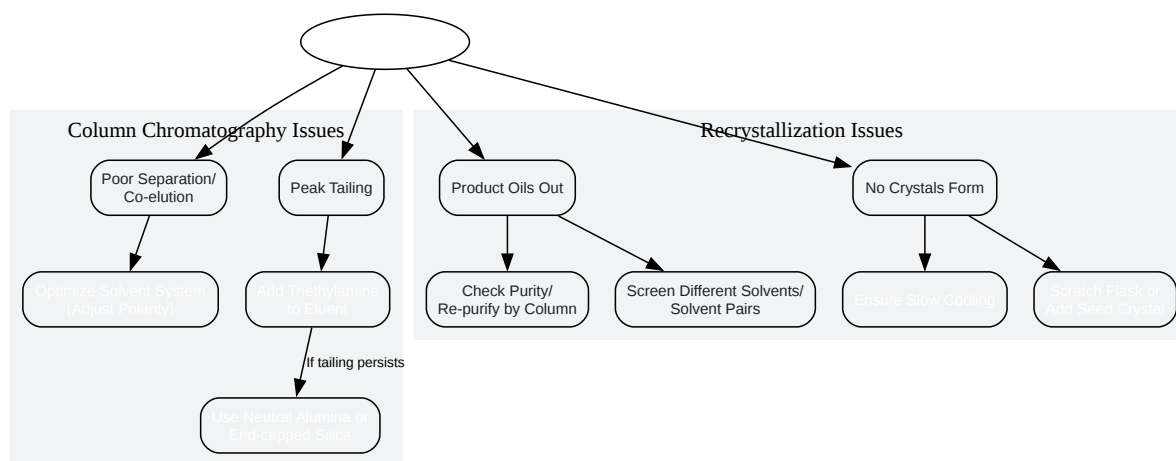 Column Chromatography Issues
Recrystallization Issues
Poor Separation/
Co-elution
Peak Tailing
Product Oils Out
No Crystals Form
Optimize Solvent System
(Adjust Polarity)
Add Triethylamine
to Eluent
Check Purity/
Re-purify by Column
Screen Different Solvents/
Solvent Pairs
Ensure Slow Cooling
Scratch Flask or
Add Seed Crystal
If tailing persists
Use Neutral Alumina or
End-capped Silica